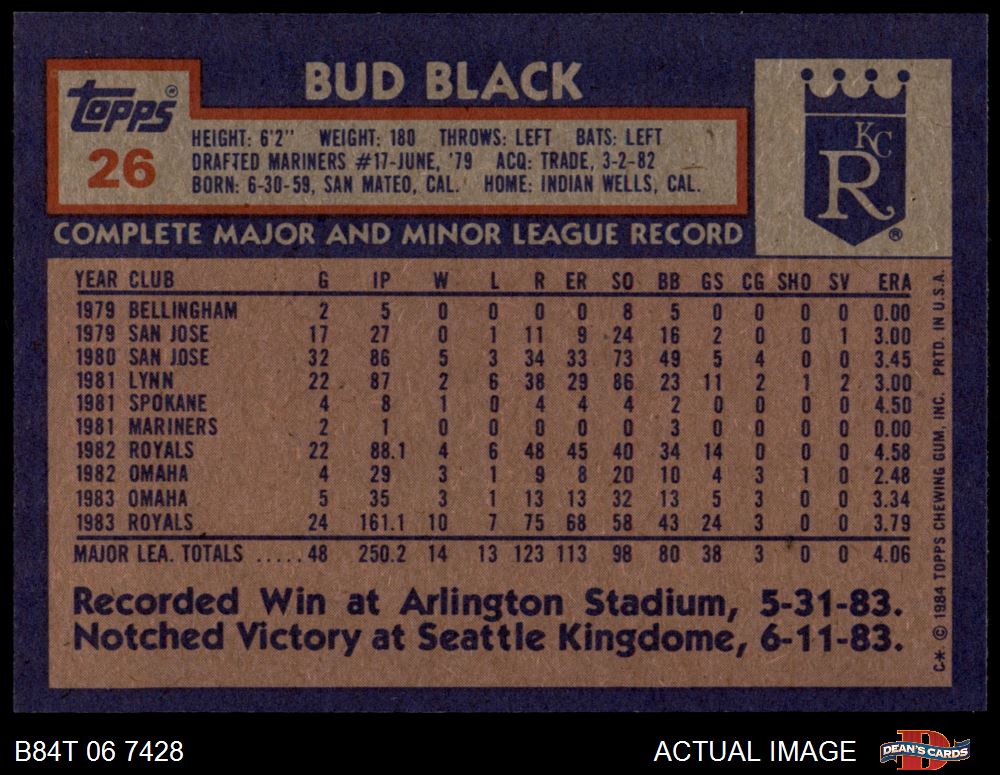 BUD BLACK
TOPPS®
26
HEIGHT: 6'2" WEIGHT: 180 THROWS: LEFT BATS: LEFT
DRAFTED MARINERS #17-JUNE, '79 ACQ: TRADE, 3-2-82
BORN: 6-30-59, SAN MATEO, CAL. HOME: INDIAN WELLS, CAL.
KC
R
®
COMPLETE MAJOR AND MINOR LEAGUE RECORD
YEAR CLUB G IP W L R ER SO BB GS CG SHO SV ERA
1979 BELLINGHAM 2 5 0 0 0 0 8 5 0 0 0 0 0.00
1979 SAN JOSE 17 27 0 1 11 9 24 16 2 0 0 1 3.00
1980 SAN JOSE 32 86 5 3 34 33 73 49 5 4 0 0 3.45
1981 LYNN 22 87 2 6 38 29 86 23 11 2 1 2 3.00
1981 SPOKANE 4 8 1 0 4 4 4 2 0 0 0 0 4.50
1981 MARINERS 2 1 0 0 0 0 0 3 0 0 0 0 0.00
1982 ROYALS 22 88.1 4 6 48 45 40 34 14 0 0 0 4.58
1982 OMAHA 4 29 3 1 9 8 20 10 4 3 1 0 2.48
1983 OMAHA 5 35 3 1 13 13 32 13 5 3 0 0 3.34
1983 ROYALS 24 161.1 10 7 75 68 58 43 24 3 0 0 3.79
MAJOR LEA. TOTALS .....48 250.2 14 13 123 113 98 80 38 3 0 0 4.06
Recorded Win at Arlington Stadium, 5-31-83.
Notched Victory at Seattle Kingdome, 6-11-83.
C* © 1984 TOPPS CHEWING GUM, INC. PRTD. IN U.S.A.
B84T 06 7428
ACTUAL IMAGE
D
DEAN'S CARDS